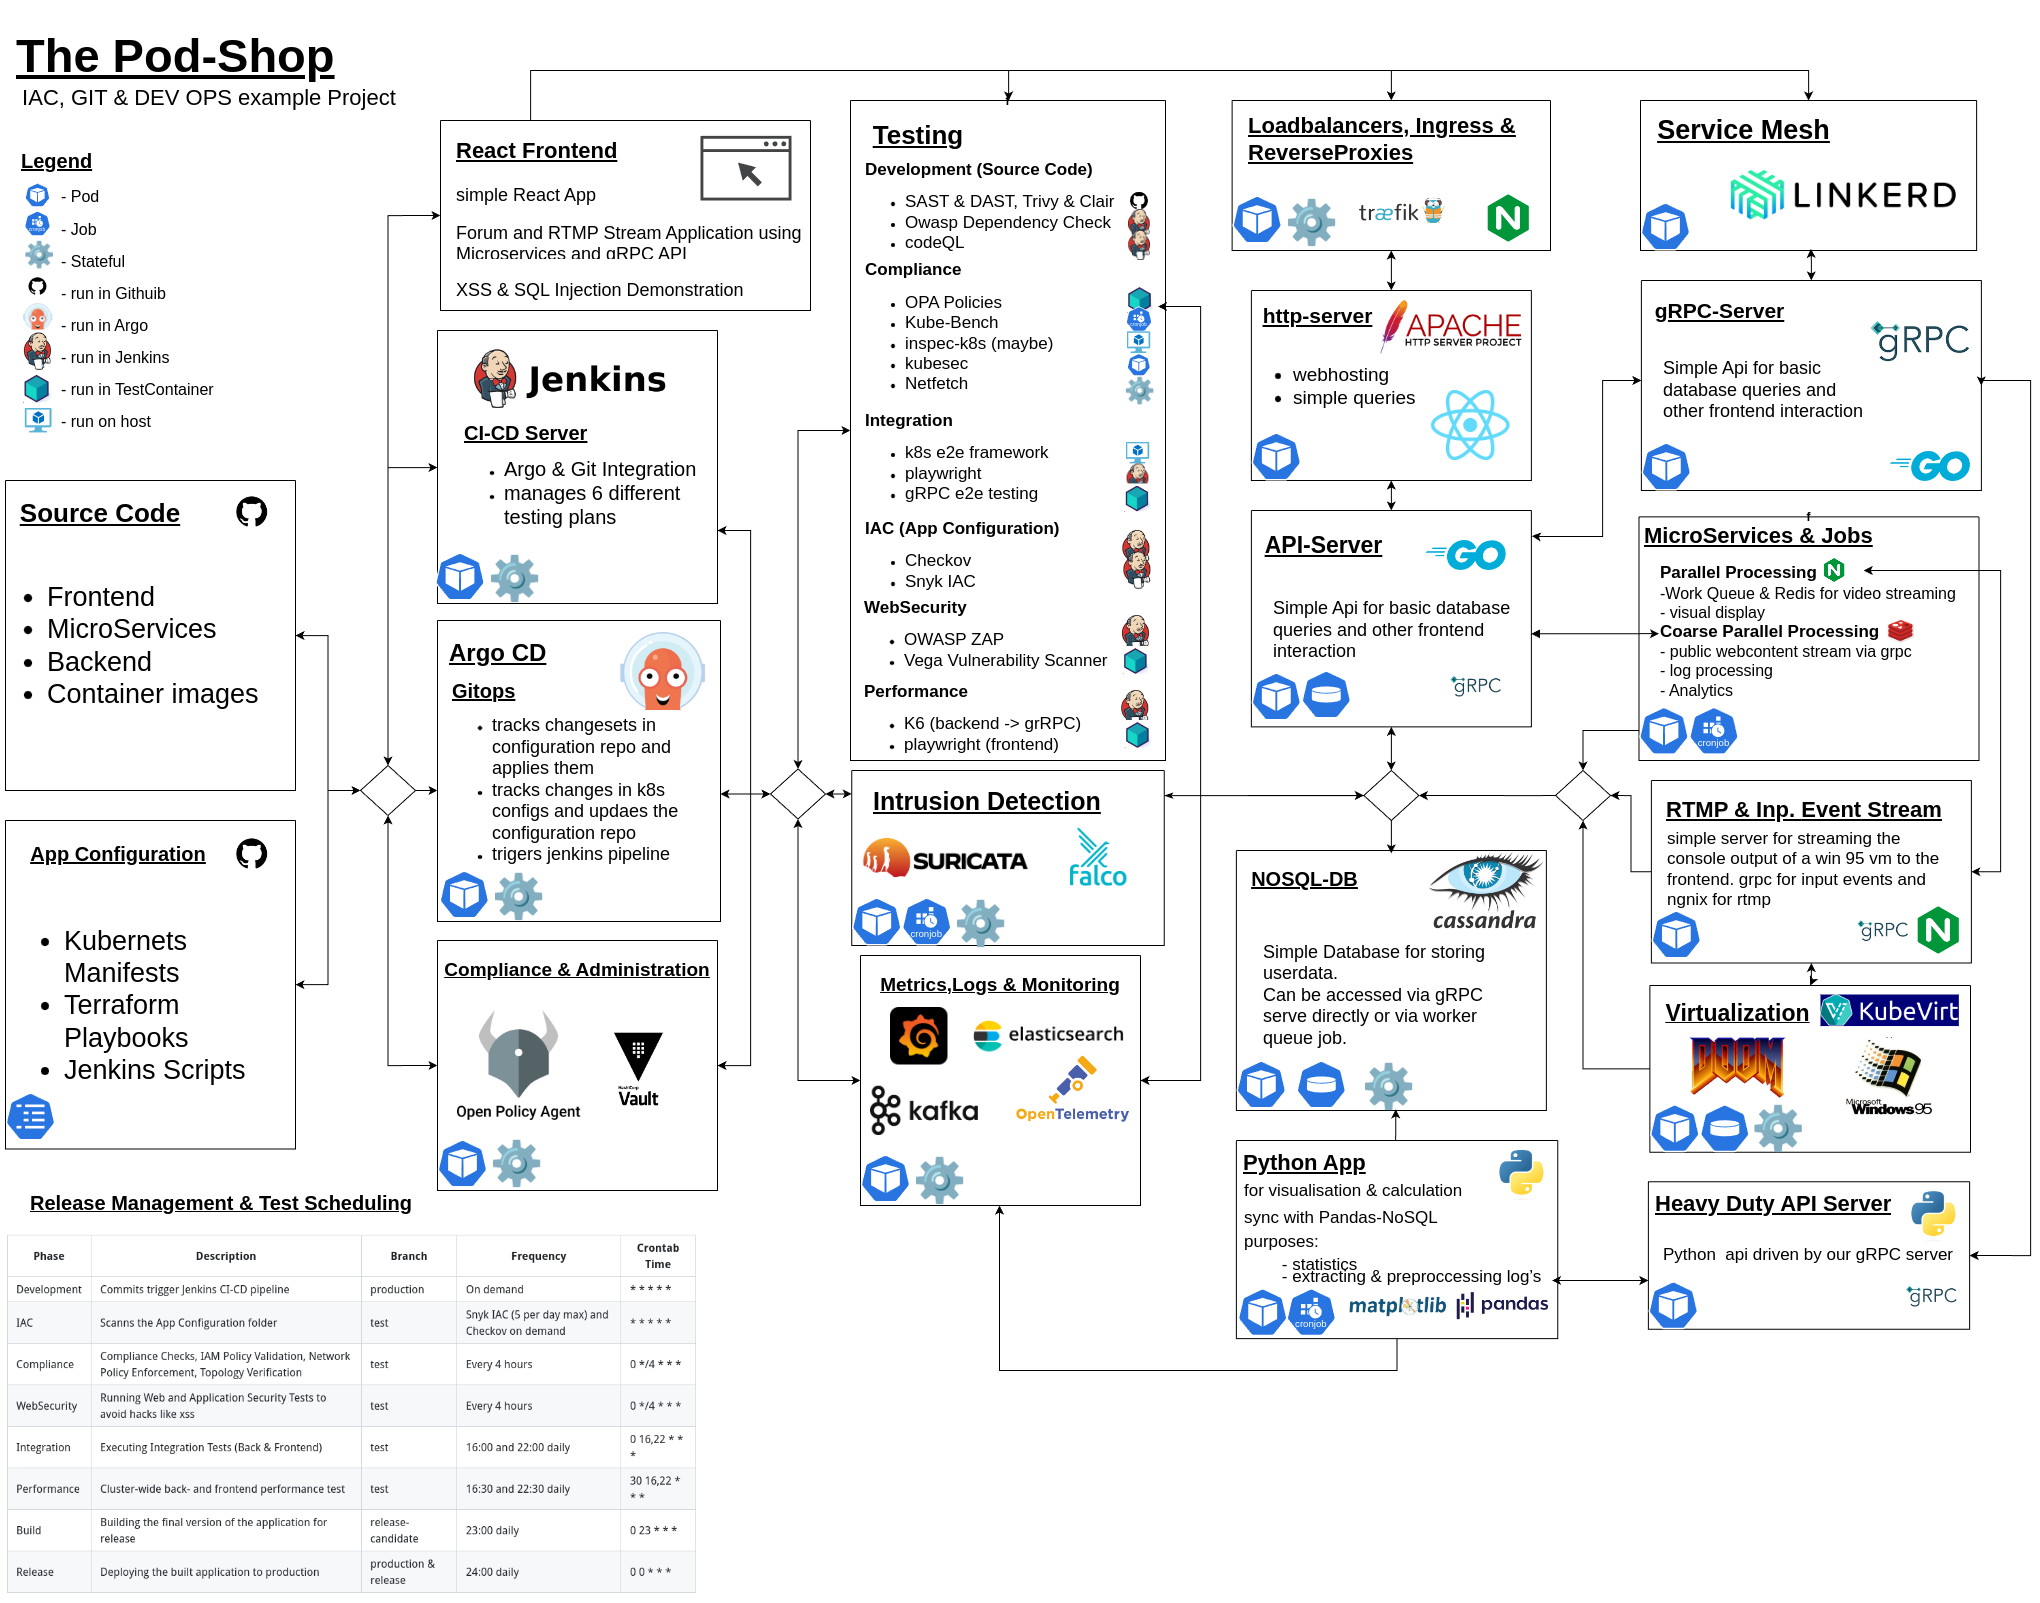 The Pod-Shop
IAC, GIT & DEV OPS example Project
Legend
- Pod
cronjob
- Job
- Stateful
- run in Githuib
- run in Argo
- run in Jenkins
- run in TestContainer
- run on host
Source Code
• Frontend
• MicroServices
• Backend
• Container images
App Configuration
• Kubernets
Manifests
• Terraform
Playbooks
• Jenkins Scripts
React Frontend
simple React App
Forum and RTMP Stream Application using
Microservices and gRPC API
XSS & SQL Injection Demonstration
Jenkins
CI-CD Server
• Argo & Git Integration
• manages 6 different
testing plans
Argo CD
Gitops
• tracks changesets in
configuration repo and
applies them
• tracks changes in k8s
configs and updaes the
configuration repo
• trigers jenkins pipeline
Compliance & Administration
Open Policy Agent
HashiCorp
Vault
Testing
Development (Source Code)
• SAST & DAST, Trivy & Clair
• Owasp Dependency Check
• codeQL
Compliance
• OPA Policies
• Kube-Bench
cronjob
• inspec-k8s (maybe)
• kubesec
• Netfetch
Integration
• k8s e2e framework
• playwright
• gRPC e2e testing
IAC (App Configuration)
• Checkov
• Snyk IAC
WebSecurity
• OWASP ZAP
• Vega Vulnerability Scanner
Performance
• K6 (backend -> grRPC)
• playwright (frontend)
Intrusion Detection
SURICATA
falco
cronjob
Metrics,Logs & Monitoring
elasticsearch
kafka
OpenTelemetry
Loadbalancers, Ingress &
ReverseProxies
træfik
N
http-server
APACHE
HTTP SERVER PROJECT
• webhosting
• simple queries
API-Server
GO
Simple Api for basic database
queries and other frontend
interaction
gRPC
NOSQL-DB
cassandra
Simple Database for storing
userdata.
Can be accessed via gRPC
serve directly or via worker
queue job.
Python App
for visualisation & calculation
sync with Pandas-NoSQL
purposes:
- statistics
- extracting & preproccessing log's
cronjob
matplotlib
pandas
Service Mesh
LINKERD
gRPC-Server
gRPC
Simple Api for basic
database queries and
other frontend interaction
GO
f
MicroServices & Jobs
Parallel Processing
N
-Work Queue & Redis for video streaming
- visual display
Coarse Parallel Processing
- public webcontent stream via grpc
- log processing
- Analytics
cronjob
RTMP & Inp. Event Stream
simple server for streaming the
console output of a win 95 vm to the
frontend. grpc for input events and
ngnix for rtmp
gRPC
N
Virtualization
KubeVirt
DOOM
Microsoft
Windows 95
Heavy Duty API Server
Python  api driven by our gRPC server
gRPC
Release Management & Test Scheduling
Phase Description Branch Frequency Crontab Time
Development Commits trigger Jenkins CI-CD pipeline production On demand * * * * *
IAC Scanns the App Configuration folder test Snyk IAC (5 per day max) and Checkov on demand * * * * *
Compliance Compliance Checks, IAM Policy Validation, Network Policy Enforcement, Topology Verification test Every 4 hours 0 */4 * * *
WebSecurity Running Web and Application Security Tests to avoid hacks like xss test Every 4 hours 0 */4 * * *
Integration Executing Integration Tests (Back & Frontend) test 16:00 and 22:00 daily 0 16,22 * * *
Performance Cluster-wide back- and frontend performance test test 16:30 and 22:30 daily 30 16,22 * * *
Build Building the final version of the application for release release-candidate 23:00 daily 0 23 * * *
Release Deploying the built application to production production & release 24:00 daily 0 0 * * *